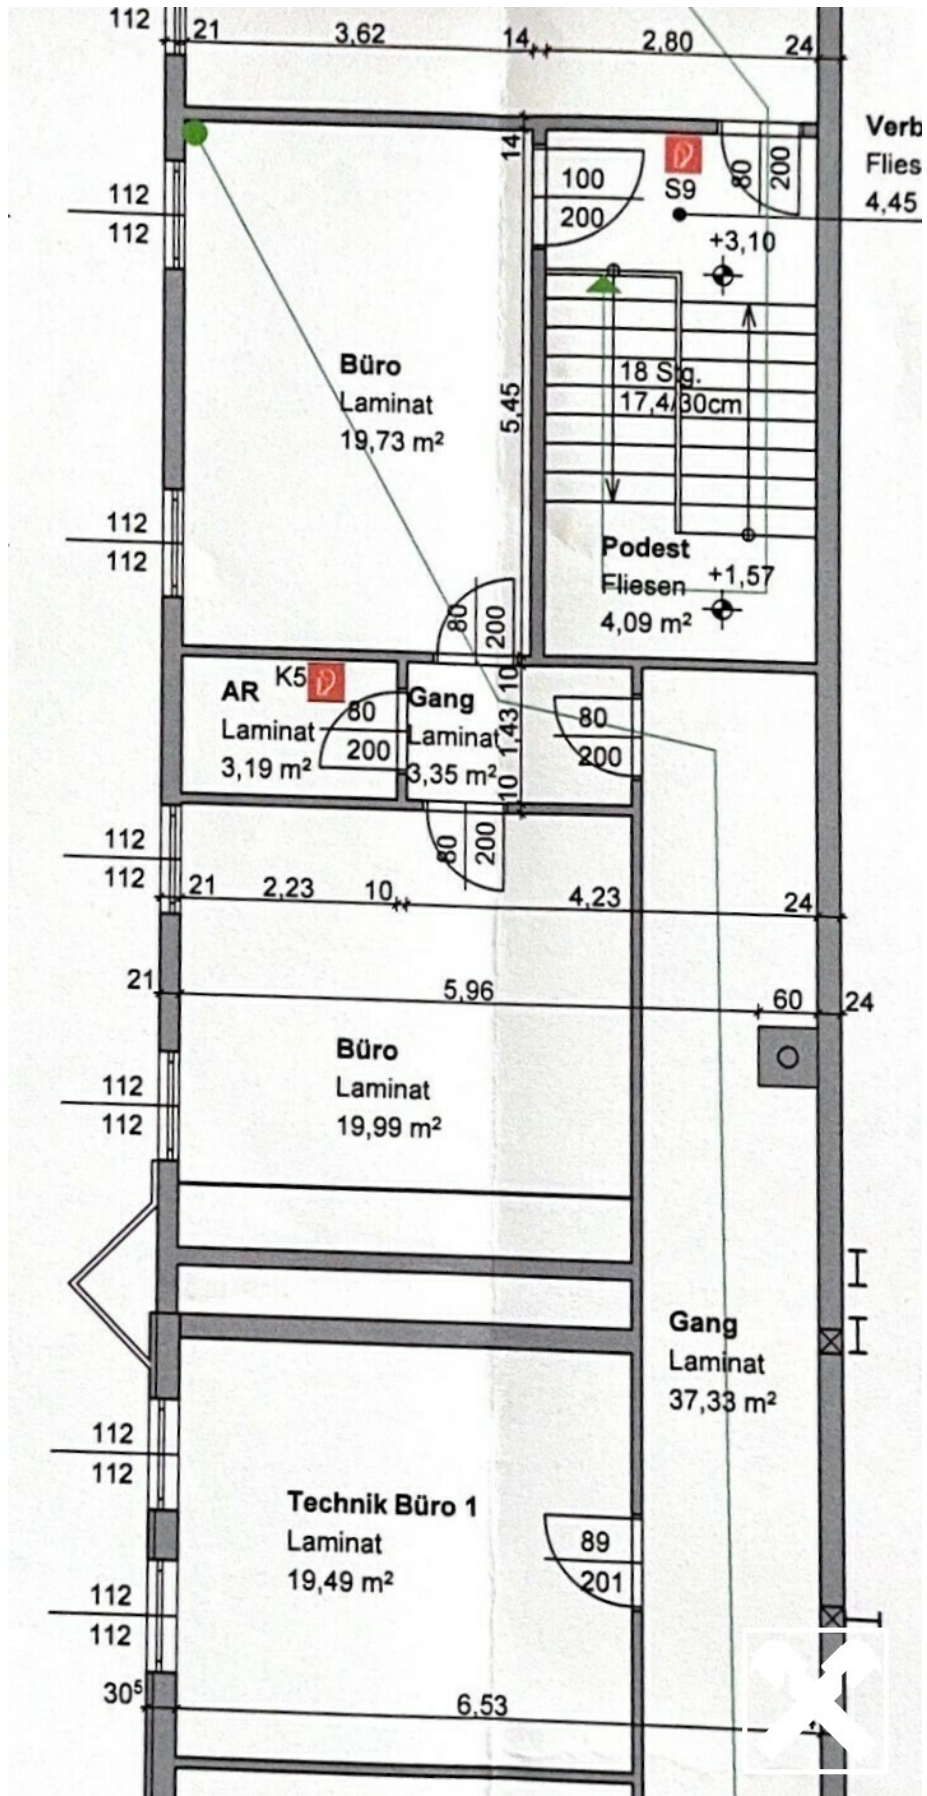 112
21
3,62
14
2,80
24
Verb
Flies
4,45
14
100
200
S9
80
200
112
112
+3,10
Büro
Laminat
19,73 m²
5,45
18 Stg.
17,4/30cm
112
112
Podest
Fliesen
4,09 m²
+1,57
80
200
K5
AR
Laminat
3,19 m²
80
200
Gang
Laminat
3,35 m²
10
1,43
10
80
200
80
200
112
112
21
2,23
10
4,23
24
21
5,96
60
24
Büro
Laminat
19,99 m²
112
112
Gang
Laminat
37,33 m²
112
112
Technik Büro 1
Laminat
19,49 m²
89
201
112
112
30⁵
6,53